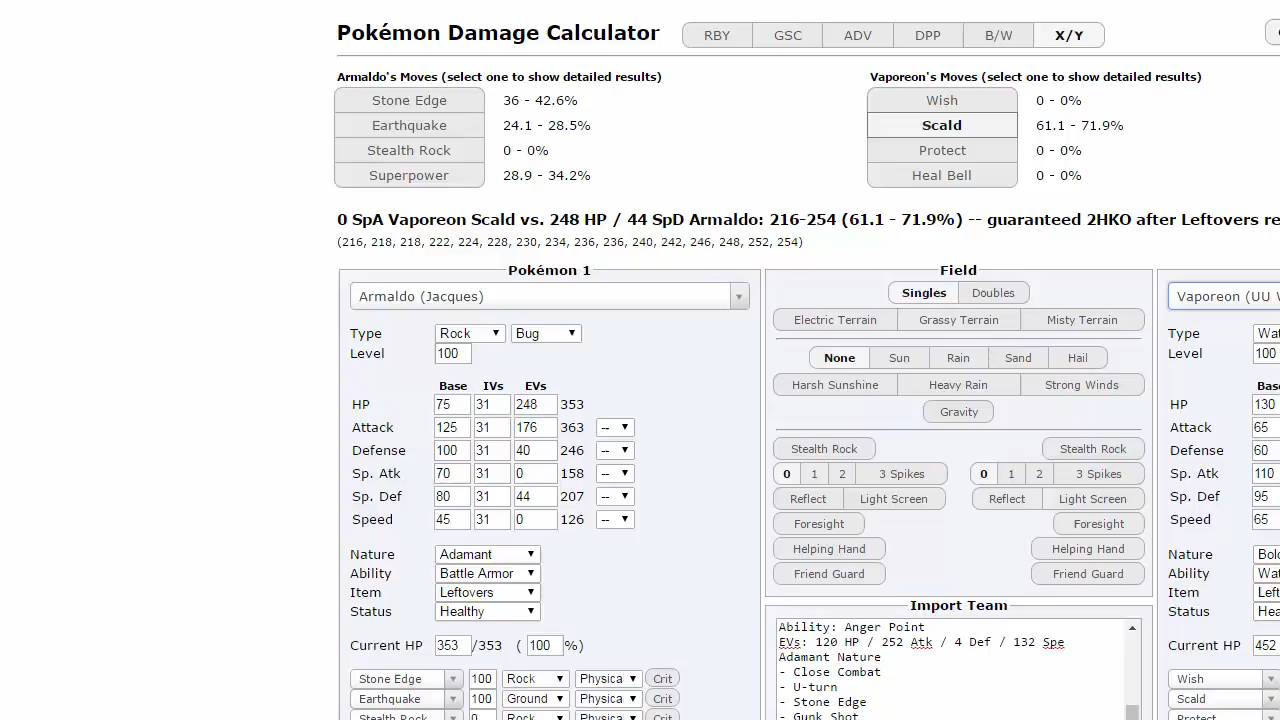 Pokémon Damage Calculator RBY GSC ADV DPP B/W X/Y
Armaldo's Moves (select one to show detailed results) Vaporeon's Moves (select one to show detailed results)
Stone Edge 36 - 42.6% Wish 0 - 0%
Earthquake 24.1 - 28.5% Scald 61.1 - 71.9%
Stealth Rock 0 - 0% Protect 0 - 0%
Superpower 28.9 - 34.2% Heal Bell 0 - 0%
0 SpA Vaporeon Scald vs. 248 HP / 44 SpD Armaldo: 216-254 (61.1 - 71.9%) -- guaranteed 2HKO after Leftovers re
(216, 218, 218, 222, 224, 228, 230, 234, 236, 236, 240, 242, 246, 248, 252, 254)
Pokémon 1
Armaldo (Jacques)
Type Rock Bug
Level 100
Base IVs EVs
HP 75 31 248 353
Attack 125 31 176 363 --
Defense 100 31 40 246 --
Sp. Atk 70 31 0 158 --
Sp. Def 80 31 44 207 --
Speed 45 31 0 126 --
Nature Adamant
Ability Battle Armor
Item Leftovers
Status Healthy
Current HP 353 /353 ( 100 %)
Stone Edge 100 Rock Physica Crit
Earthquake 100 Ground Physica Crit
Stealth Rock 0 Rock Physica Crit
Field
Singles Doubles
Electric Terrain Grassy Terrain Misty Terrain
None Sun Rain Sand Hail
Harsh Sunshine Heavy Rain Strong Winds
Gravity
Stealth Rock Stealth Rock
0 1 2 3 Spikes 0 1 2 3 Spikes
Reflect Light Screen Reflect Light Screen
Foresight Foresight
Helping Hand Helping Hand
Friend Guard Friend Guard
Import Team
Ability: Anger Point
EVs: 120 HP / 252 Atk / 4 Def / 132 Spe
Adamant Nature
- Close Combat
- U-turn
- Stone Edge
- Gunk Shot
Vaporeon (UU
Type Wat
Level 100
Base
HP 130
Attack 65
Defense 60
Sp. Atk 110
Sp. Def 95
Speed 65
Nature Bol
Ability Wat
Item Left
Status Hea
Current HP 452
Wish
Scald
Protect